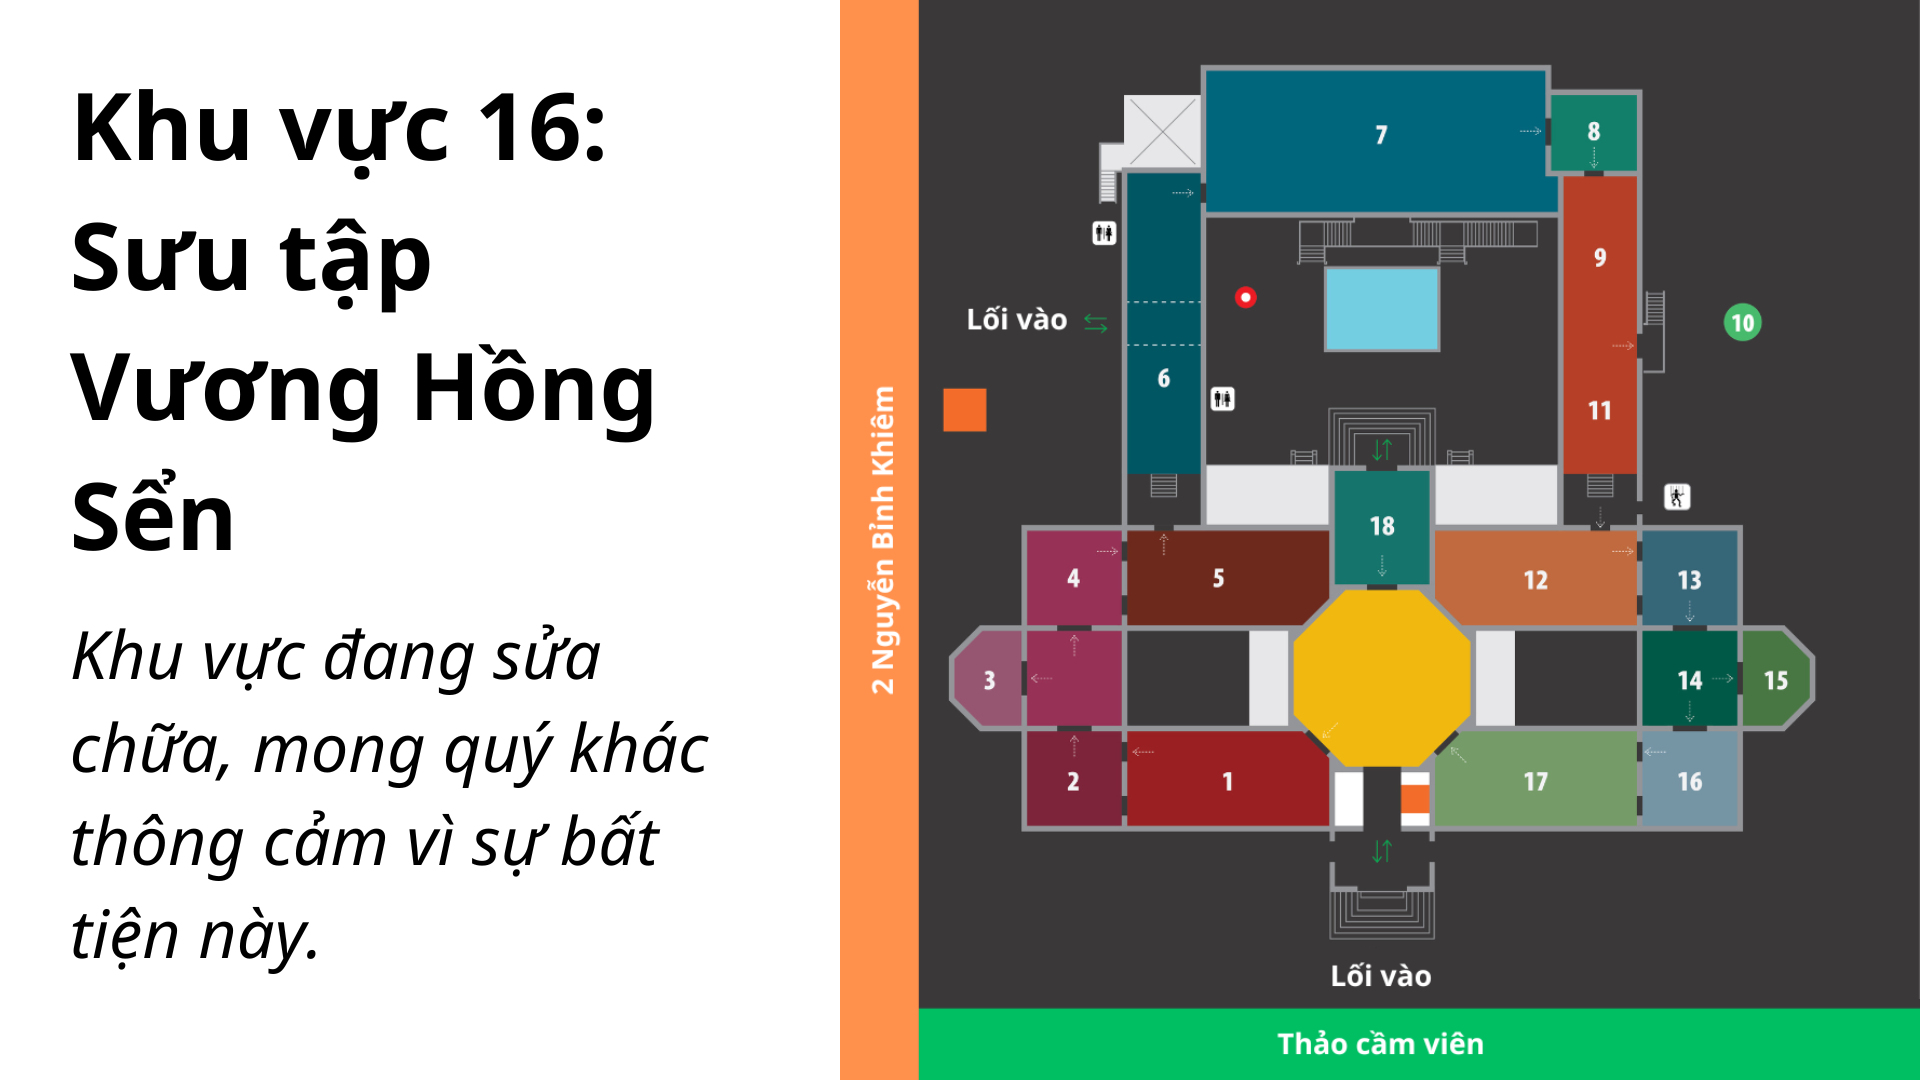 Khu vực 16:
Sưu tập
Vương Hồng
Sển
Khu vực đang sửa
chữa, mong quý khác
thông cảm vì sự bất
tiện này.
2 Nguyễn Bỉnh Khiêm
7
8
9
Lối vào
10
6
11
18
4
5
12
13
3
14
15
2
1
17
16
Lối vào
Thảo cầm viên